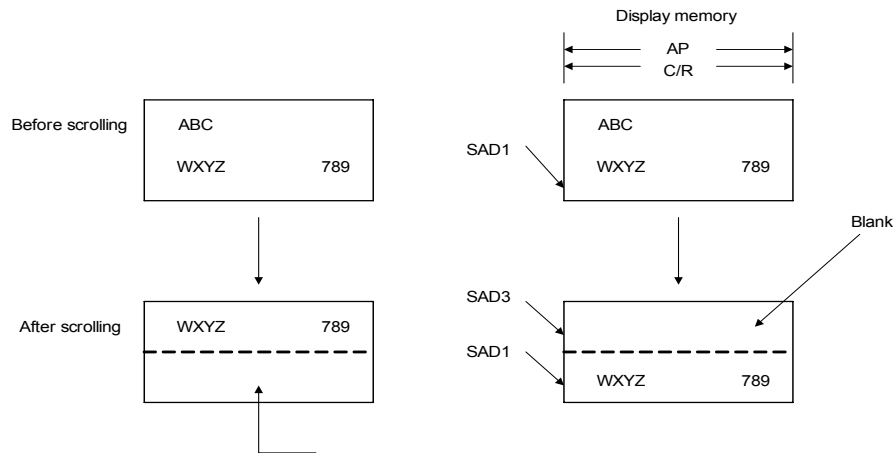 Display memory
AP
C/R
Before scrolling
ABC
WXYZ 789
SAD1
ABC
WXYZ 789
Blank
After scrolling
WXYZ 789
SAD3
SAD1
WXYZ 789